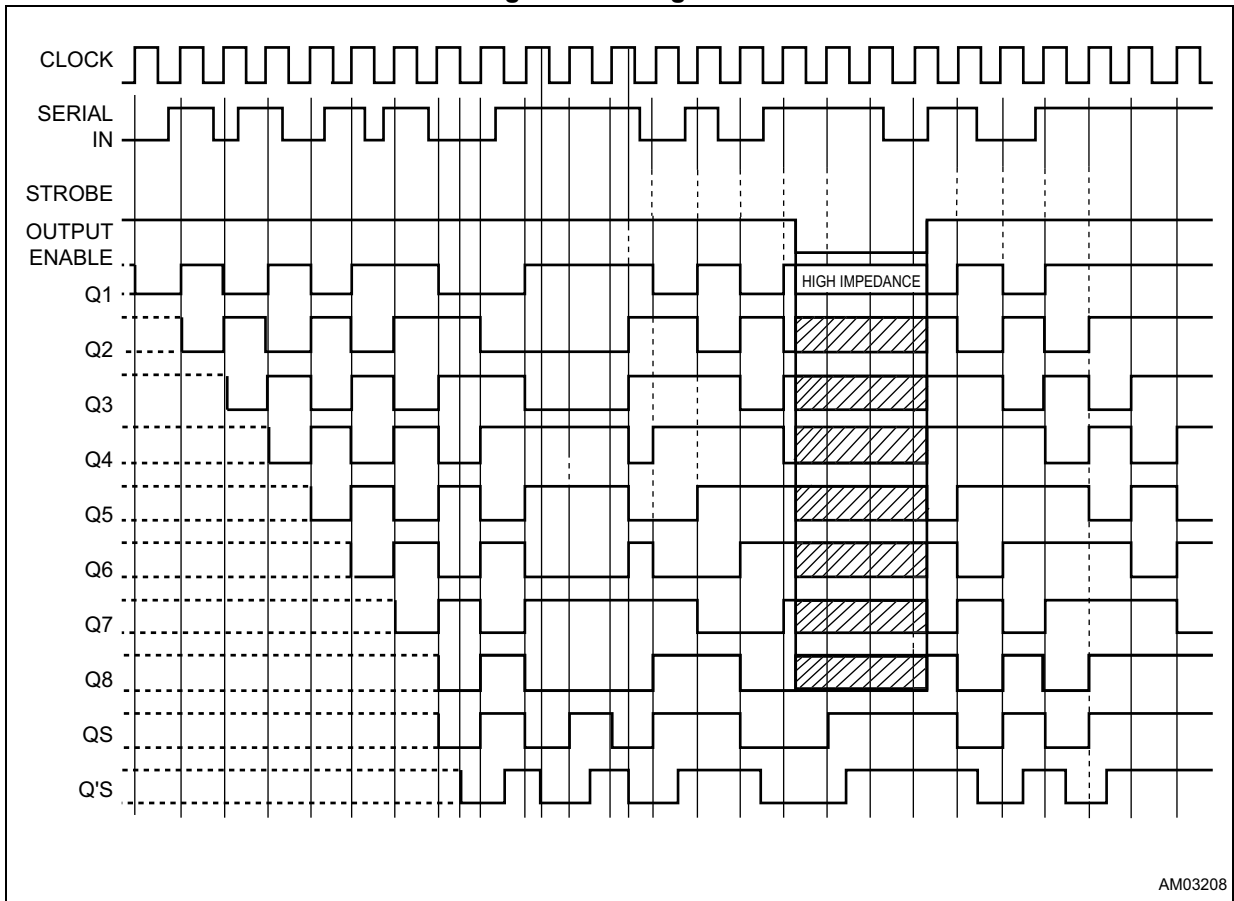 CLOCK
SERIAL
IN
STROBE
OUTPUT
ENABLE
Q1
HIGH IMPEDANCE
Q2
Q3
Q4
Q5
Q6
Q7
Q8
QS
Q'S
AM03208